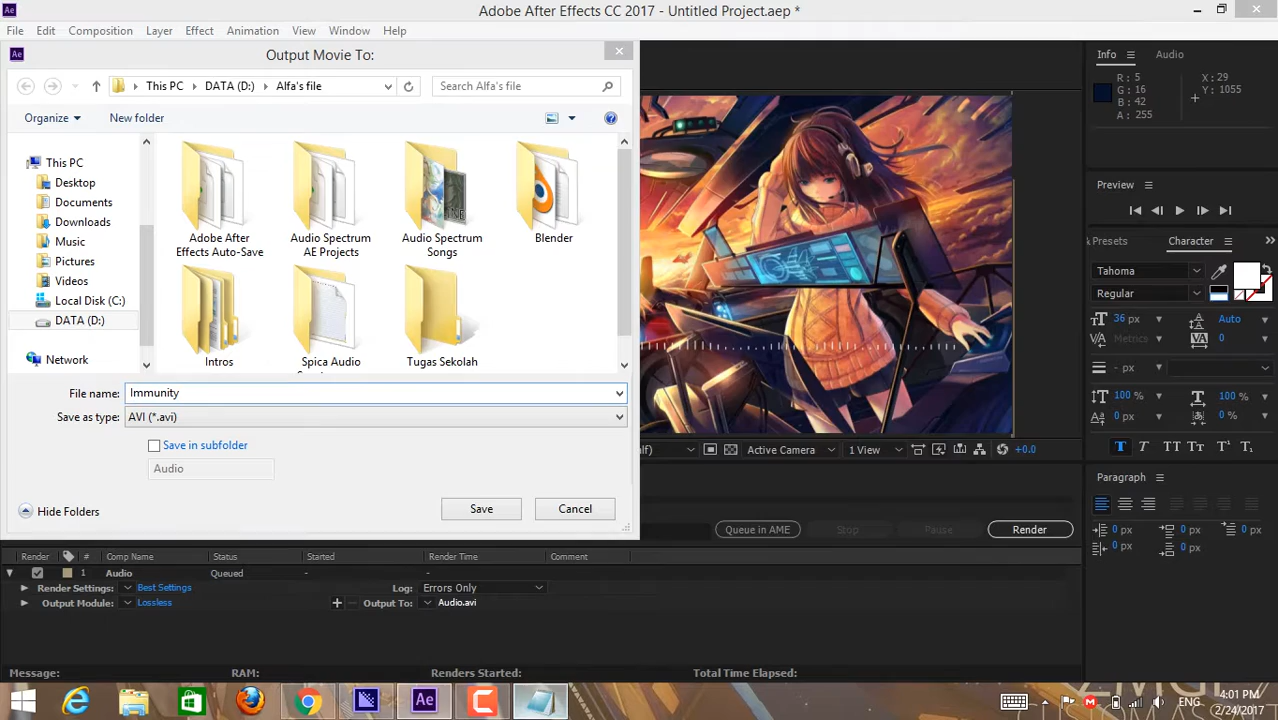 Adobe After Effects CC 2017 - Untitled Project.aep *
File Edit Composition Layer Effect Animation View Window Help
Ae Output Movie To:
This PC DATA (D:) Alfa's file Search Alfa's file
Organize New folder
This PC
Desktop
Documents
Downloads
Music
Pictures
Videos
Local Disk (C:)
DATA (D:)
Network
Adobe After
Effects Auto-Save
Audio Spectrum
AE Projects
Audio Spectrum
Songs
Blender
Intros
Spica Audio
Tugas Sekolah
File name: Immunity
Save as type: AVI (*.avi)
Save in subfolder
Audio
Hide Folders Save Cancel
Info Audio
R: 5
G: 16
B: 42
A: 255
X: 29
Y: 1055
Preview
Presets Character
Tahoma
Regular
36 px Auto
Metrics 0
- px
100 % 100 %
0 px 0 %
T T TT Tt T¹ T₁
Paragraph
0 px 0 px 0 px
0 px 0 px
Active Camera 1 View +0.0
Queue in AME Stop Pause Render
Render # Comp Name Status Started Render Time Comment
1 Audio Queued - -
Render Settings: Best Settings Log: Errors Only
Output Module: Lossless Output To: Audio.avi
Message: RAM: Renders Started: Total Time Elapsed:
Ae
4:01 PM
2/24/2017